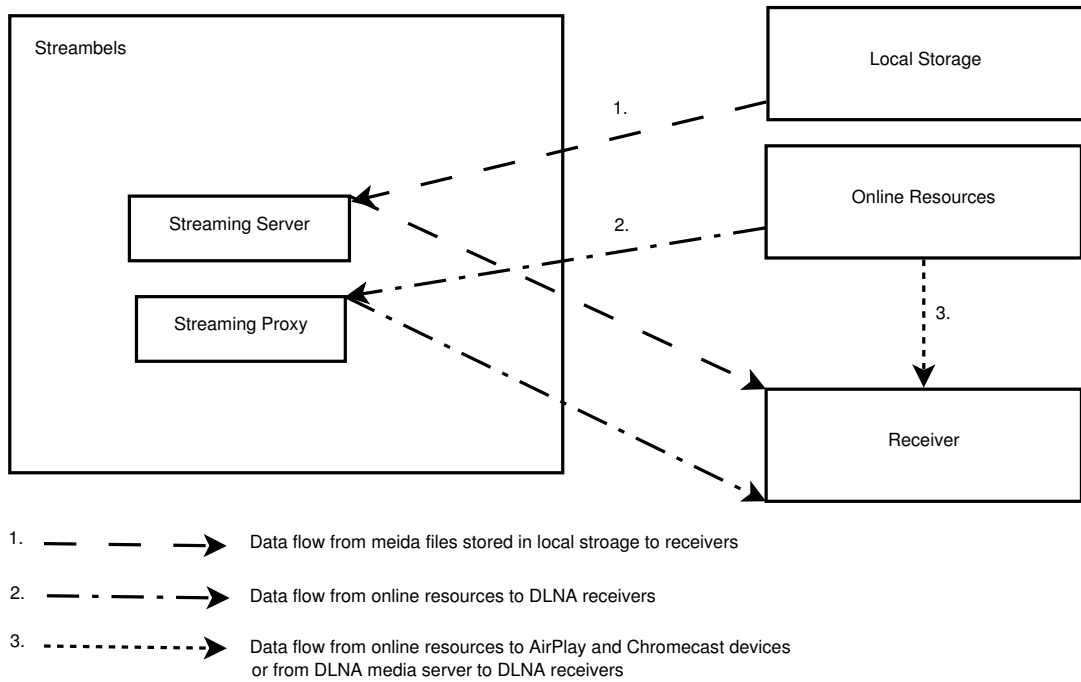 Streambels
Local Storage
1.
Online Resources
Streaming Server
2.
Streaming Proxy
3.
Receiver
1. Data flow from meida files stored in local stroage to receivers
2. Data flow from online resources to DLNA receivers
3. Data flow from online resources to AirPlay and Chromecast devices
or from DLNA media server to DLNA receivers